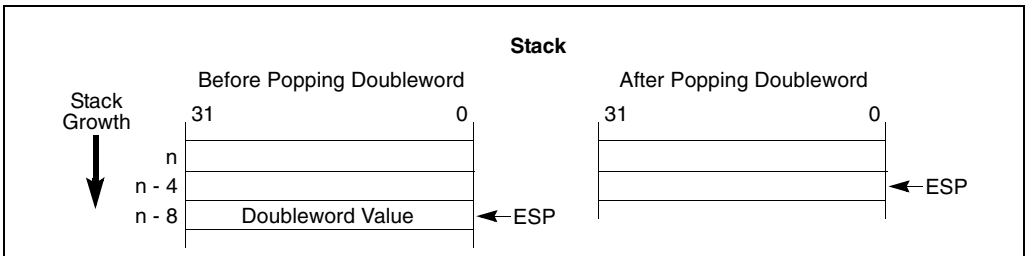 Stack
Before Popping Doubleword
After Popping Doubleword
Stack
Growth
31 0
31 0
n
n - 4
ESP
n - 8 Doubleword Value ESP